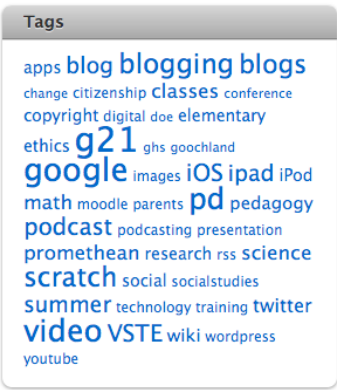 Tags
apps blog blogging blogs
change citizenship classes conference
copyright digital doe elementary
ethics g21 ghs goochland
google images iOS ipad iPod
math moodle parents pd pedagogy
podcast podcasting presentation
promethean research rss science
scratch social socialstudies
summer technology training twitter
video VSTE wiki wordpress
youtube